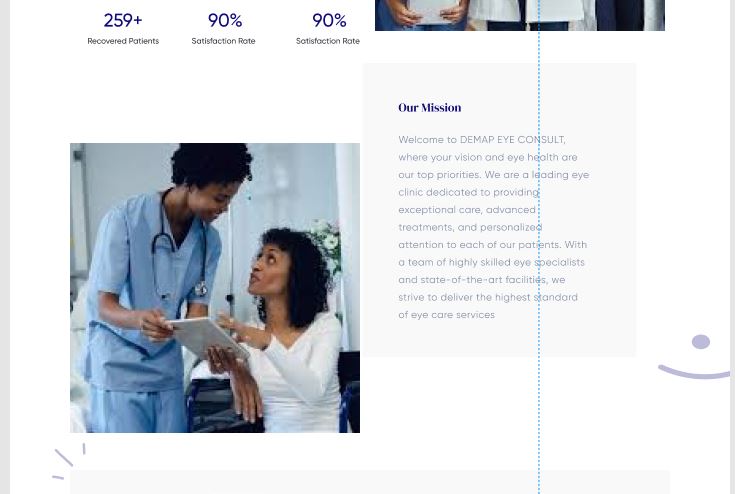 259+
90%
90%
Recovered Patients
Satisfaction Rate
Satisfaction Rate
Our Mission
Welcome to DEMAP EYE CONSULT,
where your vision and eye health are
our top priorities. We are a leading eye
clinic dedicated to providing
exceptional care, advanced
treatments, and personalized
attention to each of our patients. With
a team of highly skilled eye specialists
and state-of-the-art facilities, we
strive to deliver the highest standard
of eye care services